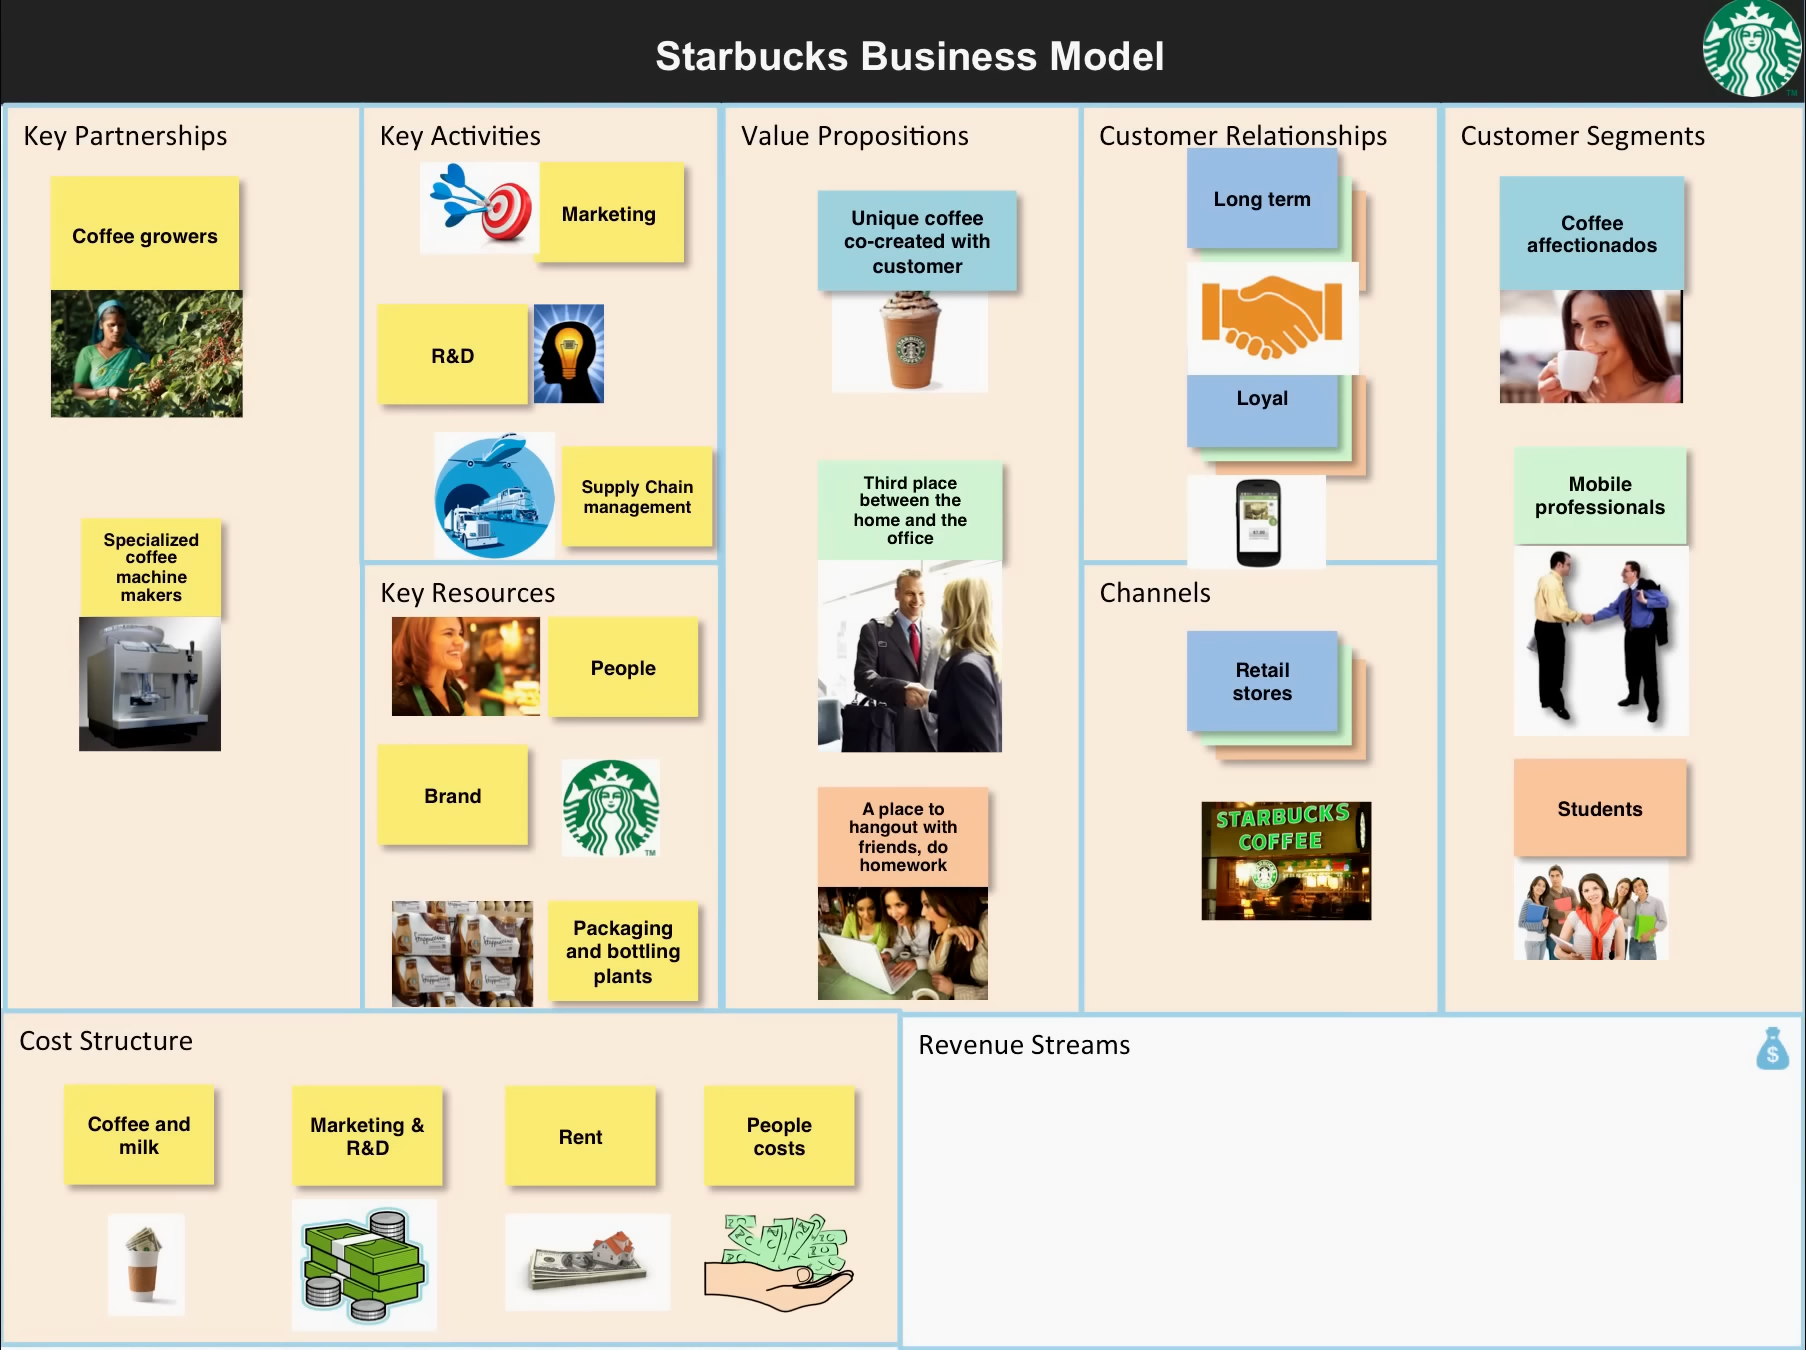 Starbucks Business Model
TM
Key Partnerships
Coffee growers
Specialized
coffee
machine
makers
Key Activities
Marketing
R&D
Supply Chain
management
Key Resources
People
Brand
TM
Packaging
and bottling
plants
Value Propositions
Unique coffee
co-created with
customer
Third place
between the
home and the
office
A place to
hangout with
friends, do
homework
Customer Relationships
Long term
Loyal
Channels
Retail
stores
STARBUCKS
COFFEE
Customer Segments
Coffee
affectionados
Mobile
professionals
Students
Cost Structure
Coffee and
milk
Marketing &
R&D
Rent
People
costs
Revenue Streams
$